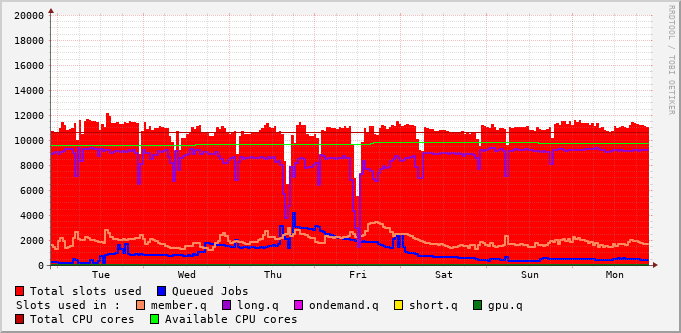 20000
18000
16000
14000
12000
10000
8000
6000
4000
2000
0
Tue Wed Thu Fri Sat Sun Mon
Total slots used Queued Jobs
Slots used in : member.q long.q ondemand.q short.q gpu.q
Total CPU cores Available CPU cores
RRDTOOL / TOBI OETIKER